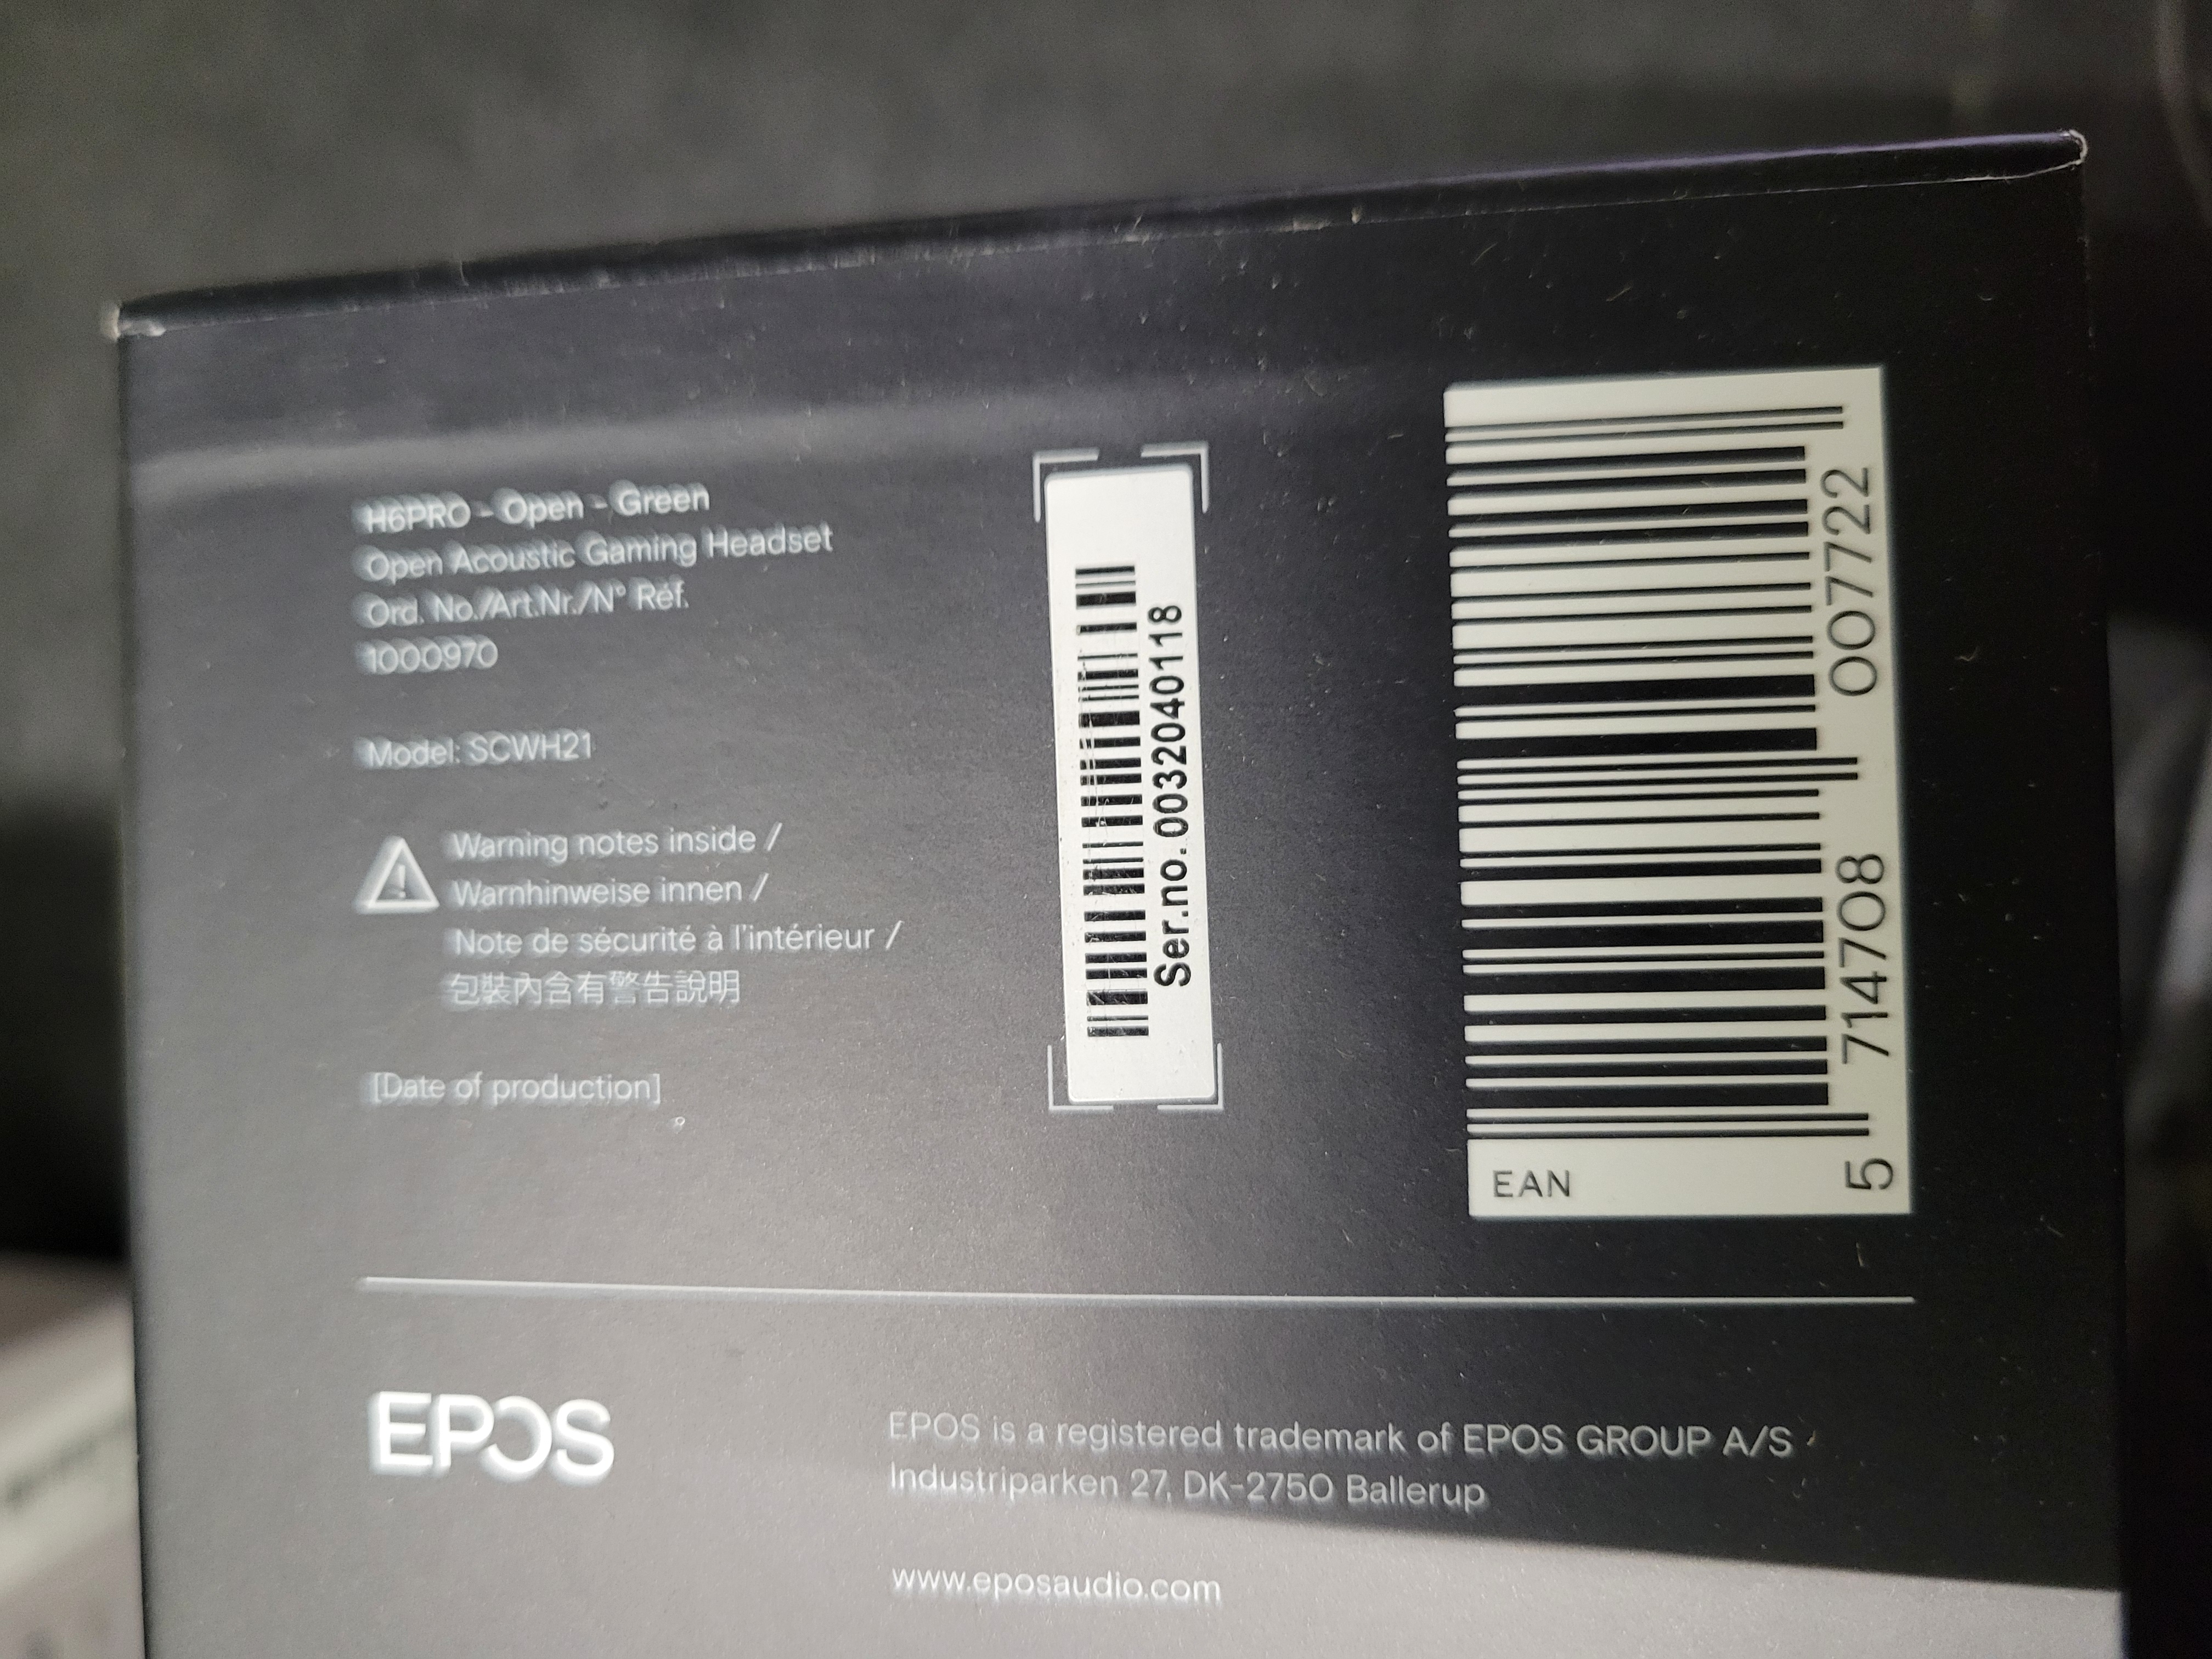 H6PRO - Open - Green
Open Acoustic Gaming Headset
Ord. No./Art.Nr./N° Réf.
1000970
Model: SCWH21
Warning notes inside /
Warnhinweise innen /
Note de sécurité à l'intérieur /
包裝內含有警告說明
[Date of production]
Ser.no. 0032040118
EAN
5 714708 007722
EPOS
EPOS is a registered trademark of EPOS GROUP A/S
Industriparken 27, DK-2750 Ballerup
www.eposaudio.com